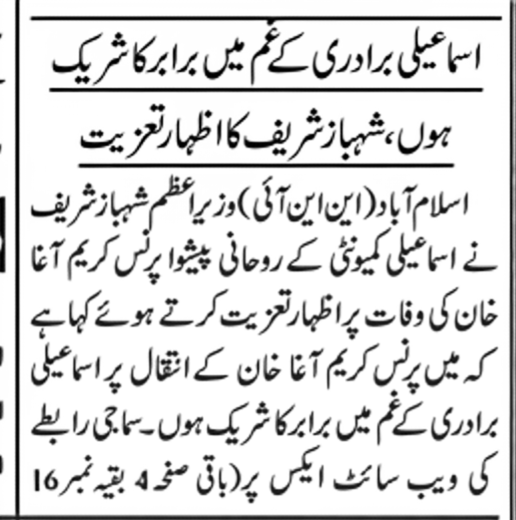 اسماعیلی برادری کے غم میں برابر کا شریک
ہوں، شہباز شریف کا اظہار تعزیت
اسلام آباد (این این آئی) وزیراعظم شہباز شریف
نے اسماعیلی کمیونٹی کے روحانی پیشوا پرنس کریم آغا
خان کی وفات پر اظہار تعزیت کرتے ہوئے کہا ہے
کہ میں پرنس کریم آغا خان کے انتقال پر اسماعیلی
برادری کے غم میں برابر کا شریک ہوں۔ سماجی رابطے
کی ویب سائٹ ایکس پر (باقی صفحہ 4 بقیہ نمبر 16